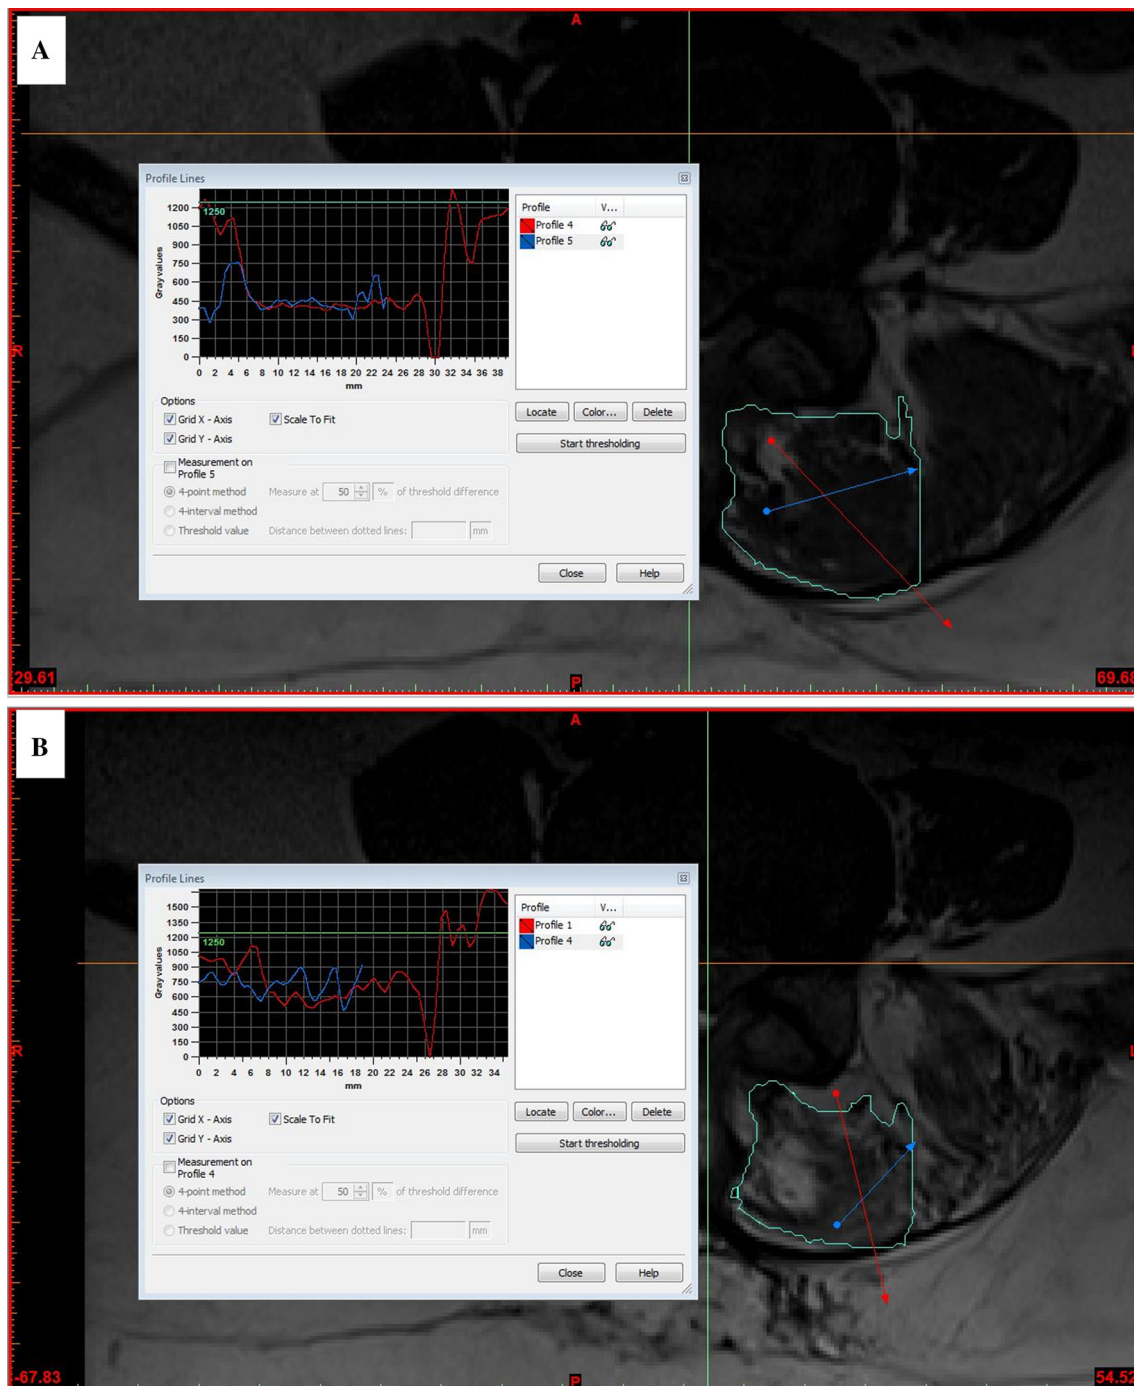 A
A
Profile Lines
1200
1050
900
750
600
450
300
150
0
1250
Gray values
0 2 4 6 8 10 12 14 16 18 20 22 24 26 28 30 32 34 36 38
mm
Profile V...
Profile 4
Profile 5
Options
Grid X - Axis Scale To Fit
Grid Y - Axis
Locate Color... Delete
Start thresholding
Measurement on
Profile 5
4-point method Measure at 50 % of threshold difference
4-interval method
Threshold value Distance between dotted lines: mm
Close Help
R
29.61
P
69.68
B
A
Profile Lines
1500
1350
1200
1050
900
750
600
450
300
150
0
1250
Gray values
0 2 4 6 8 10 12 14 16 18 20 22 24 26 28 30 32 34
mm
Profile V...
Profile 1
Profile 4
Options
Grid X - Axis Scale To Fit
Grid Y - Axis
Locate Color... Delete
Start thresholding
Measurement on
Profile 4
4-point method Measure at 50 % of threshold difference
4-interval method
Threshold value Distance between dotted lines: mm
Close Help
R
L
-67.83
P
54.52